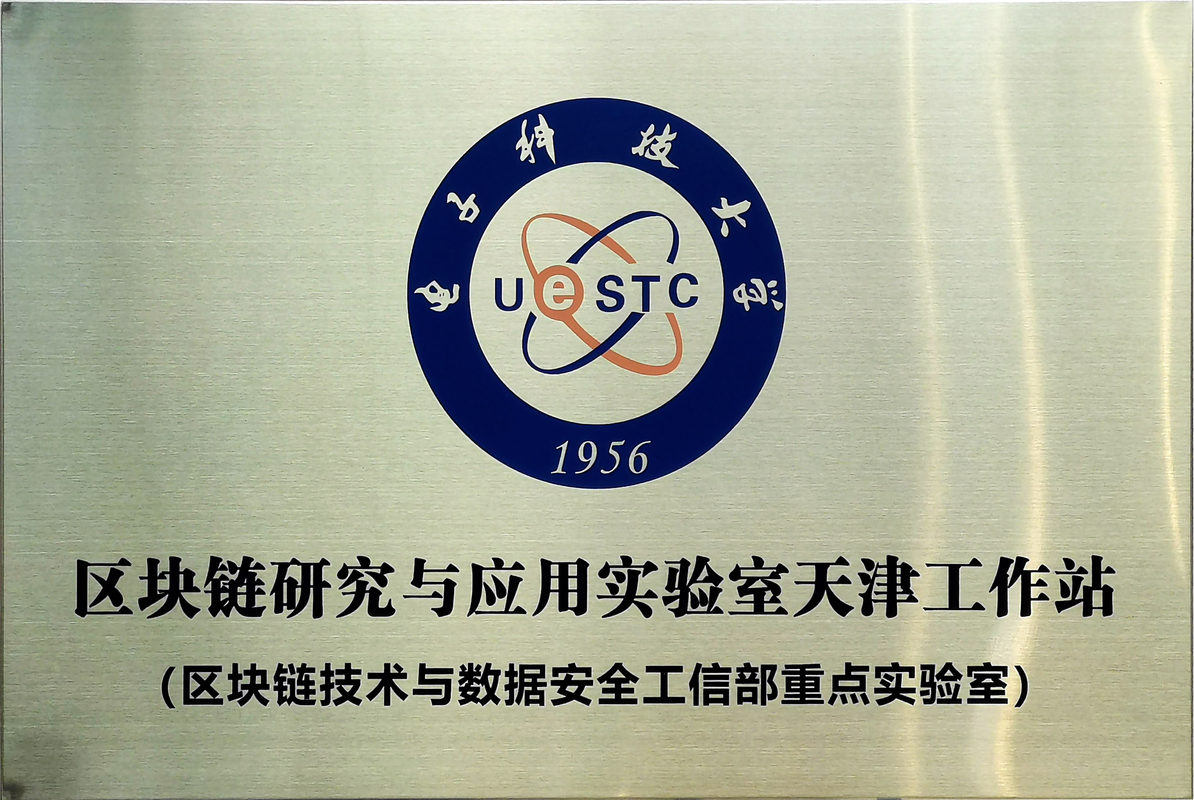 电子科技大学
UeSTC
1956
区块链研究与应用实验室天津工作站
（区块链技术与数据安全工信部重点实验室）